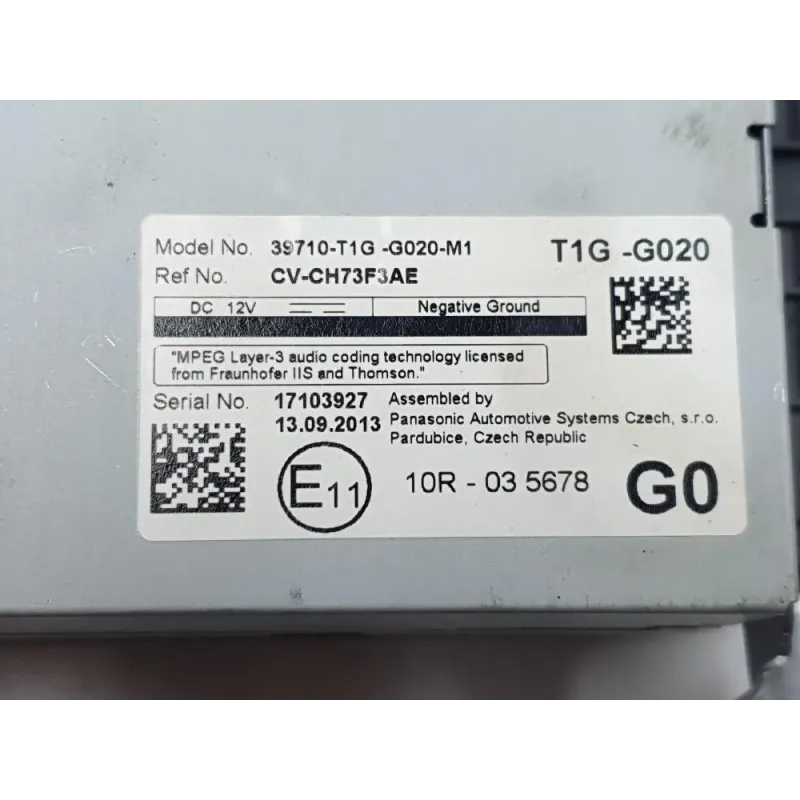 Model No. 39710-T1G -G020-M1 T1G -G020
Ref No. CV-CH73F3AE
DC 12V Negative Ground
"MPEG Layer-3 audio coding technology licensed
from Fraunhofer IIS and Thomson."
Serial No. 17103927 Assembled by
13.09.2013 Panasonic Automotive Systems Czech, s.r.o.
Pardubice, Czech Republic
E11 10R - 03 5678 G0